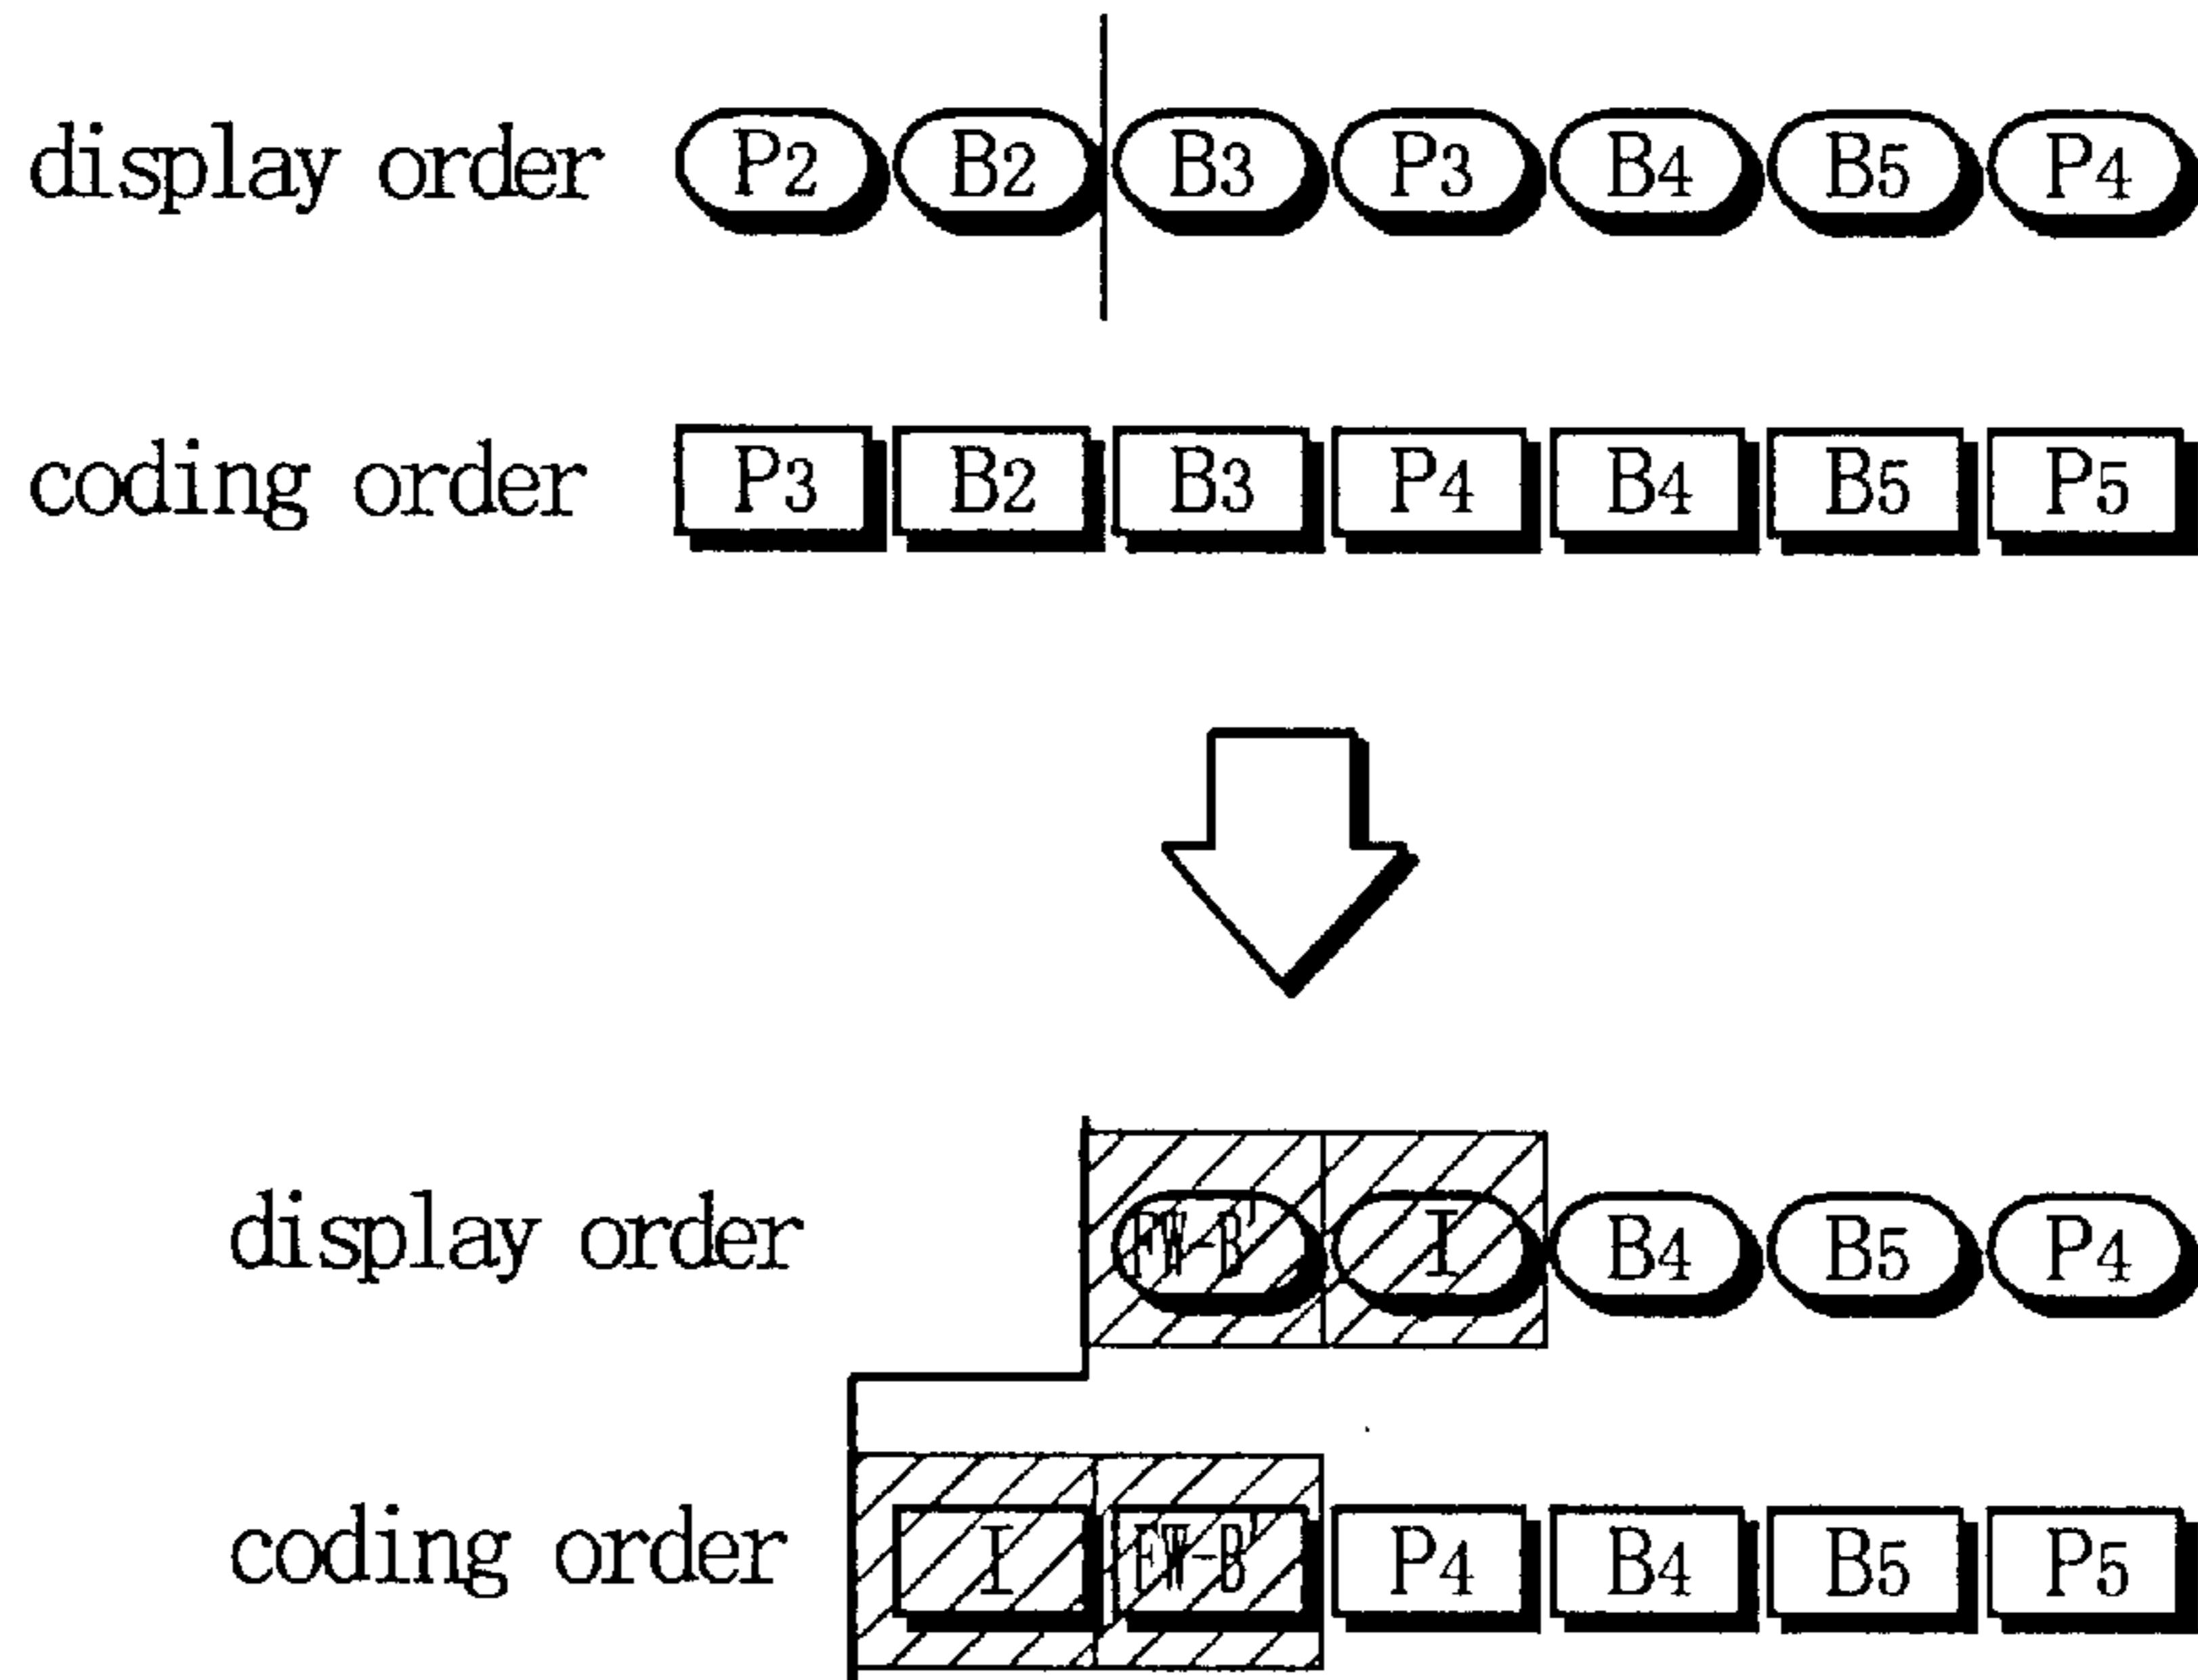 display order P2 B2 B3 P3 B4 B5 P4
coding order P3 B2 B3 P4 B4 B5 P5
display order FW-B' I B4 B5 P4
coding order I FW-B' P4 B4 B5 P5